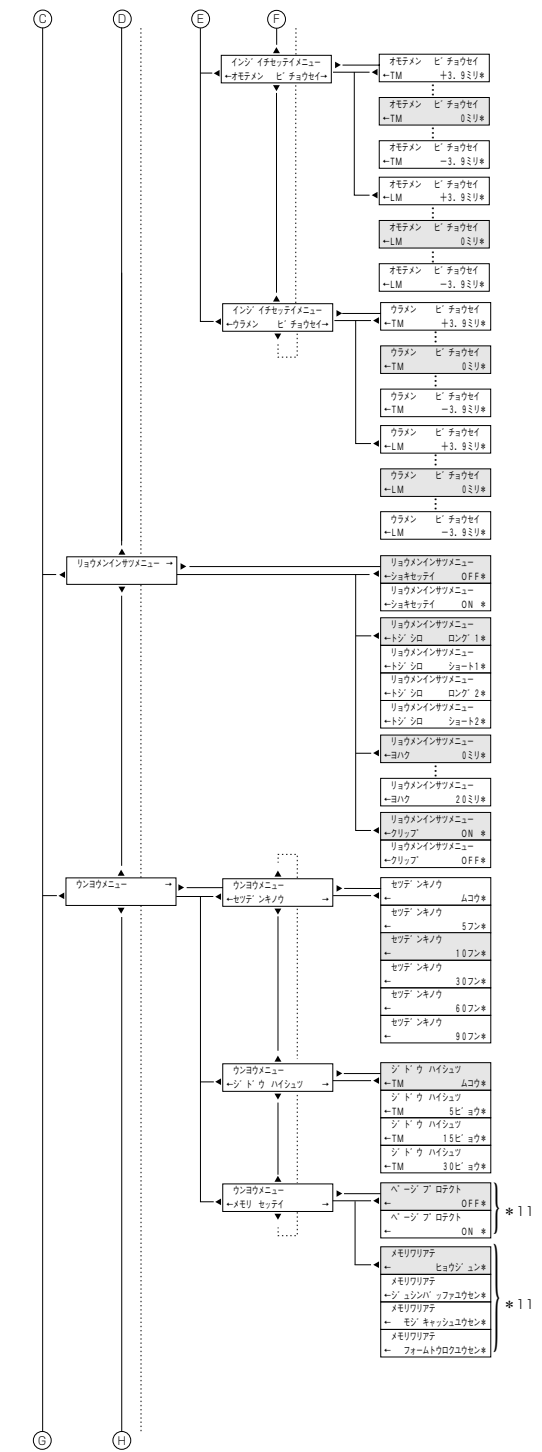 Ⓒ Ⓓ Ⓔ Ⓕ
インジイチセッテイメニュー
←オモテメン ビチョウセイ→
オモテメン ビチョウセイ
←TM +3.9ミリ*
オモテメン ビチョウセイ
←TM 0ミリ*
オモテメン ビチョウセイ
←TM −3.9ミリ*
オモテメン ビチョウセイ
←LM +3.9ミリ*
オモテメン ビチョウセイ
←LM 0ミリ*
オモテメン ビチョウセイ
←LM −3.9ミリ*
インジイチセッテイメニュー
←ウラメン ビチョウセイ→
ウラメン ビチョウセイ
←TM +3.9ミリ*
ウラメン ビチョウセイ
←TM 0ミリ*
ウラメン ビチョウセイ
←TM −3.9ミリ*
ウラメン ビチョウセイ
←LM +3.9ミリ*
ウラメン ビチョウセイ
←LM 0ミリ*
ウラメン ビチョウセイ
←LM −3.9ミリ*
リョウメンインサツメニュー →
リョウメンインサツメニュー
←ショキセッテイ OFF*
リョウメンインサツメニュー
←ショキセッテイ ON *
リョウメンインサツメニュー
←トジシロ ロング1*
リョウメンインサツメニュー
←トジシロ ショート1*
リョウメンインサツメニュー
←トジシロ ロング2*
リョウメンインサツメニュー
←トジシロ ショート2*
リョウメンインサツメニュー
←ヨハク 0ミリ*
リョウメンインサツメニュー
←ヨハク 20ミリ*
リョウメンインサツメニュー
←クリップ ON *
リョウメンインサツメニュー
←クリップ OFF*
ウンヨウメニュー →
ウンヨウメニュー
←セツデンキノウ →
セツデンキノウ
← ムコウ*
セツデンキノウ
← 5フン*
セツデンキノウ
← 10フン*
セツデンキノウ
← 30フン*
セツデンキノウ
← 60フン*
セツデンキノウ
← 90フン*
ウンヨウメニュー
←ジドウ ハイシュツ →
ジドウ ハイシュツ
←TM ムコウ*
ジドウ ハイシュツ
←TM 5ビョウ*
ジドウ ハイシュツ
←TM 15ビョウ*
ジドウ ハイシュツ
←TM 30ビョウ*
ウンヨウメニュー
←メモリ セッテイ →
ページプロテクト
← OFF*
ページプロテクト
← ON *
*11
メモリワリアテ
← ヒョウジュン*
メモリワリアテ
←ジュシンバッファユウセン*
メモリワリアテ
← モジキャッシュユウセン*
メモリワリアテ
← フォームトウロクユウセン*
*11
Ⓖ Ⓗ